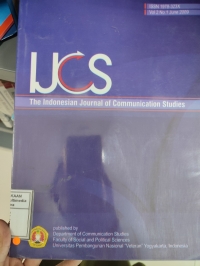 IJCS
The Indonesian Journal of Communication Studies
published by
Department of Communication Studies
Faculty of Social and Political Sciences
Universitas Pembangunan Nasional "Veteran" Yogyakarta, Indonesia